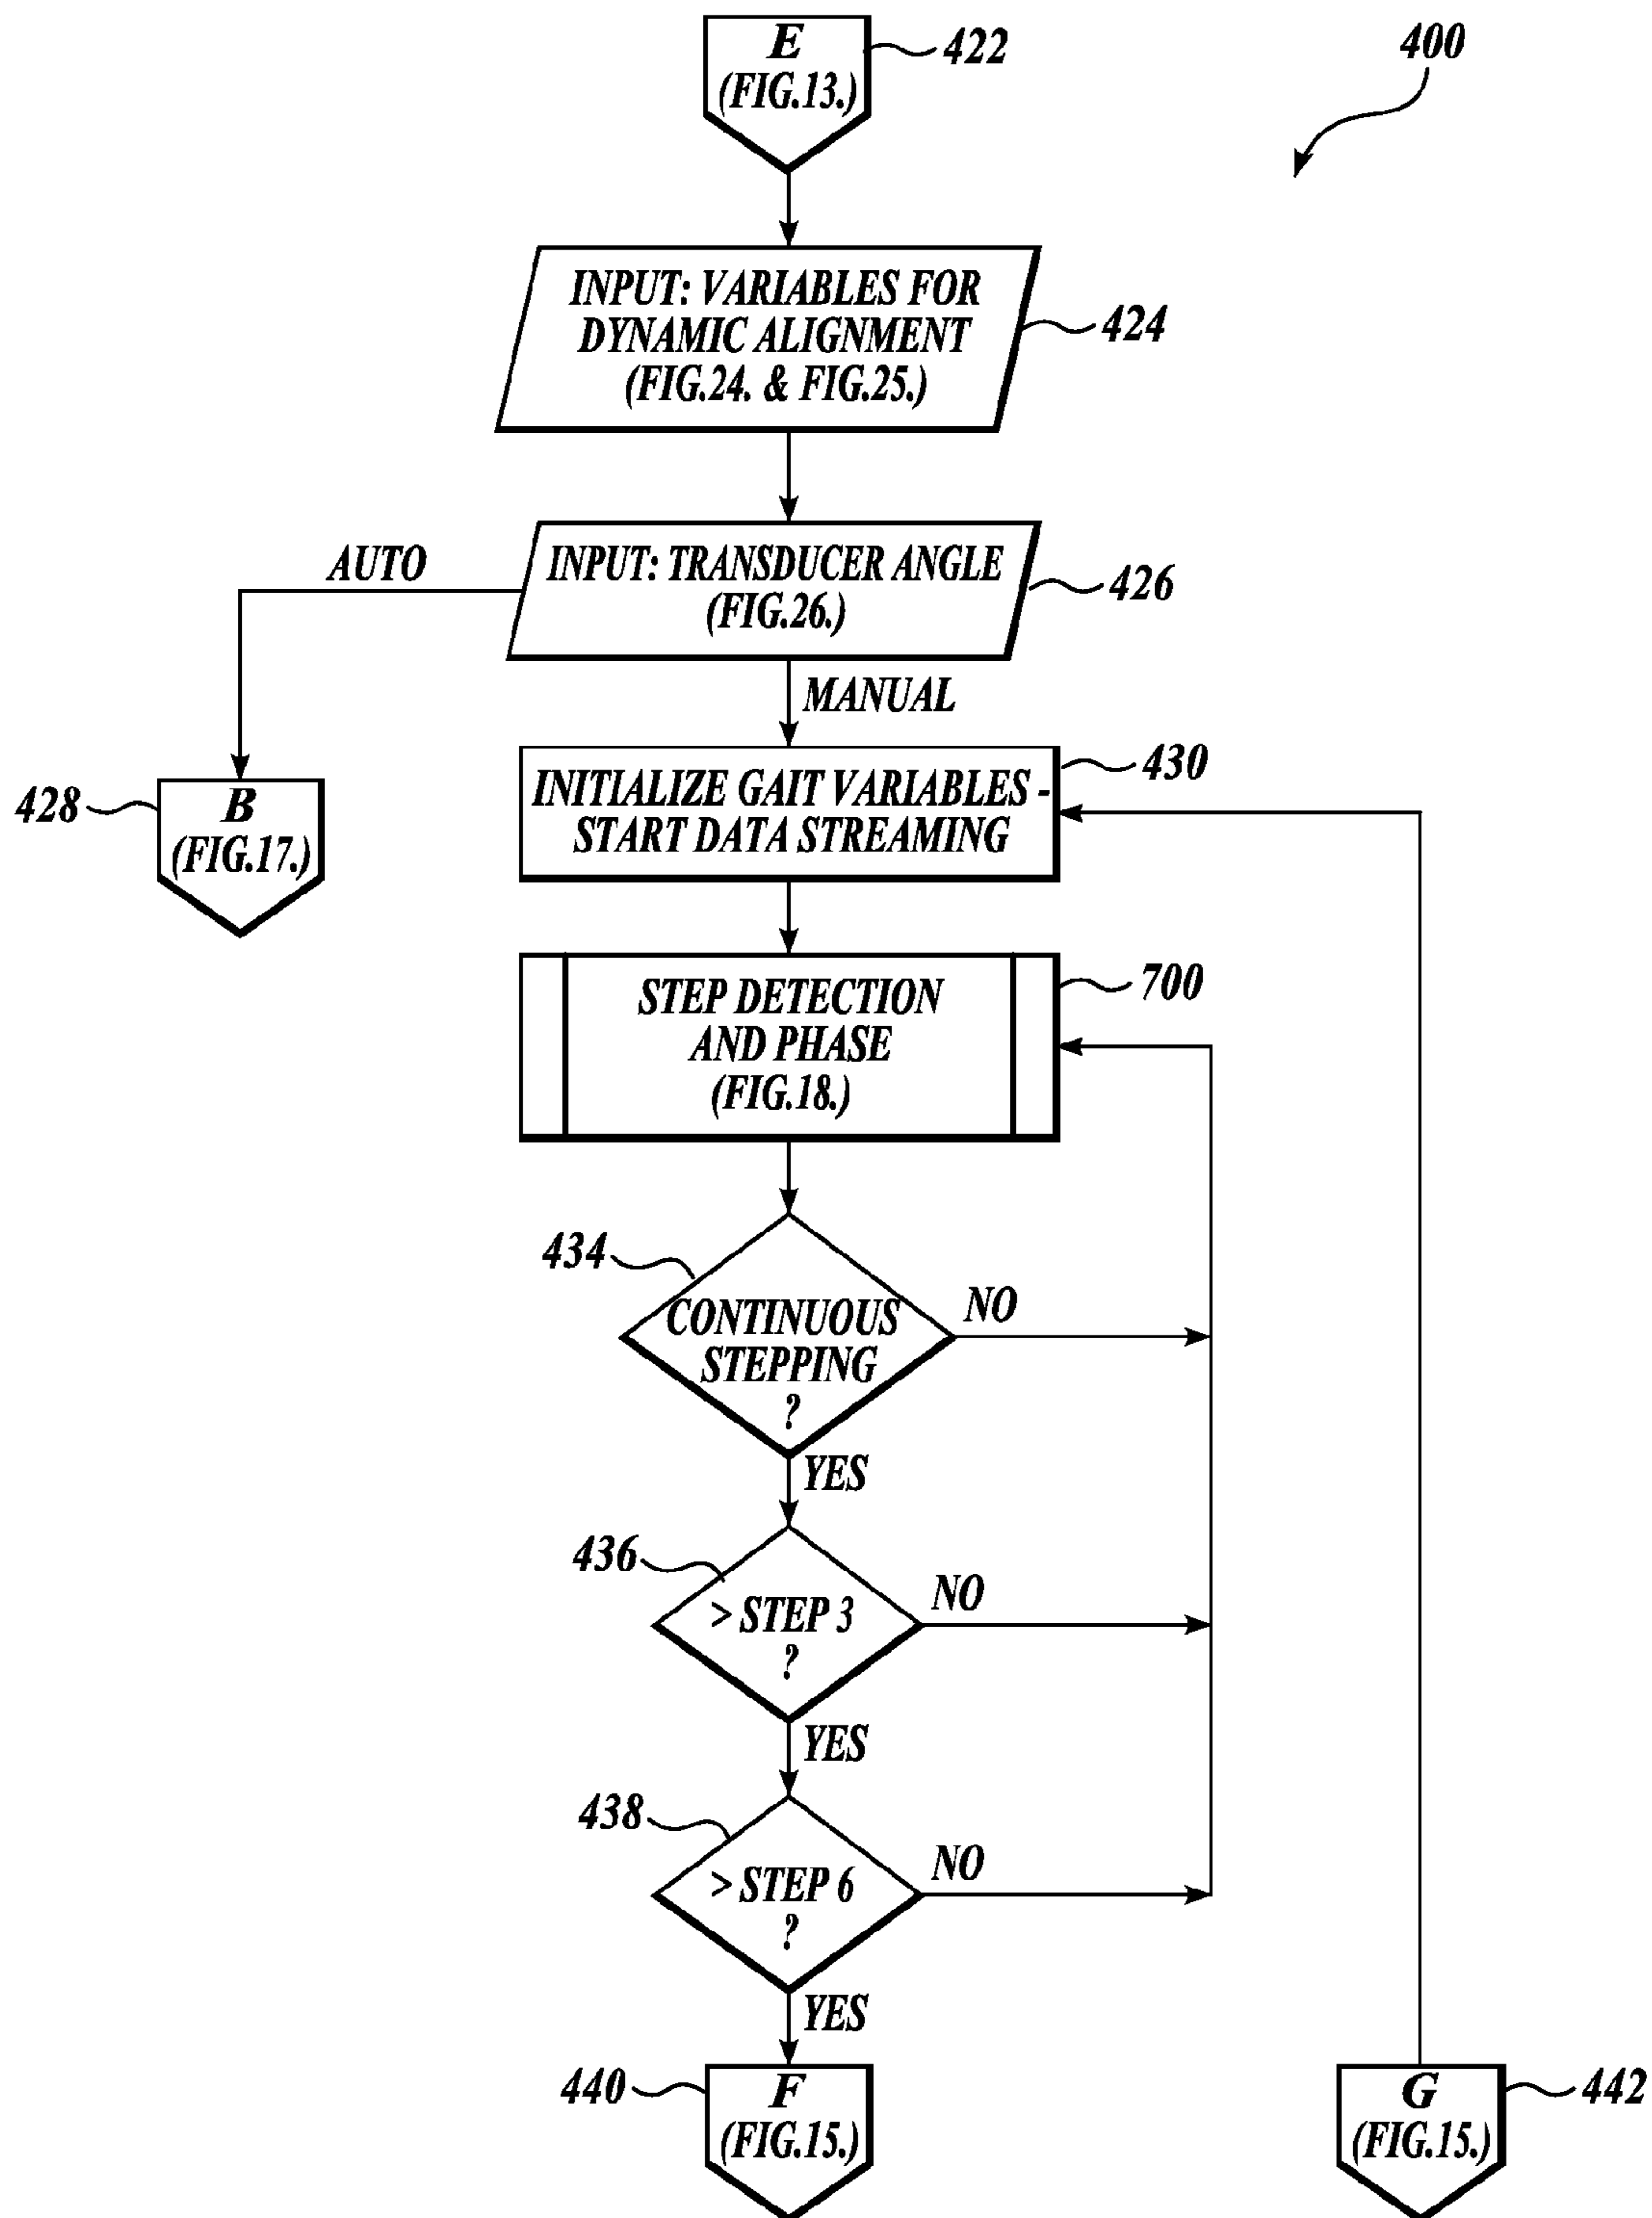 E
(FIG.13.)
422
400
INPUT: VARIABLES FOR
DYNAMIC ALIGNMENT
(FIG.24. & FIG.25.)
424
AUTO
INPUT: TRANSDUCER ANGLE
(FIG.26.)
426
MANUAL
428
B
(FIG.17.)
INITIALIZE GAIT VARIABLES -
START DATA STREAMING
430
STEP DETECTION
AND PHASE
(FIG.18.)
700
434
CONTINUOUS
STEPPING
?
NO
YES
436
> STEP 3
?
NO
YES
438
> STEP 6
?
NO
YES
440
F
(FIG.15.)
G
(FIG.15.)
442